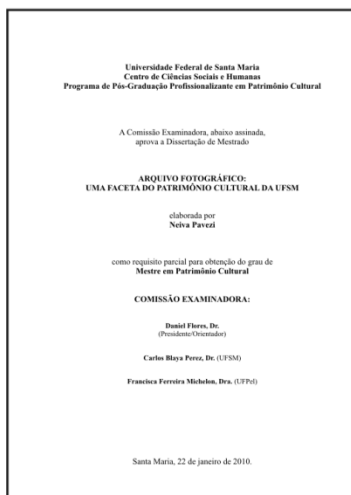 Universidade Federal de Santa Maria
Centro de Ciências Sociais e Humanas
Programa de Pós-Graduação Profissionalizante em Patrimônio Cultural
A Comissão Examinadora, abaixo assinada,
aprova a Dissertação de Mestrado
ARQUIVO FOTOGRÁFICO:
UMA FACETA DO PATRIMÔNIO CULTURAL DA UFSM
elaborada por
Neiva Pavezi
como requisito parcial para obtenção do grau de
Mestre em Patrimônio Cultural
COMISSÃO EXAMINADORA:
Daniel Flores, Dr.
(Presidente/Orientador)
Carlos Blaya Perez, Dr. (UFSM)
Francisca Ferreira Michelon, Dra. (UFPel)
Santa Maria, 22 de janeiro de 2010.